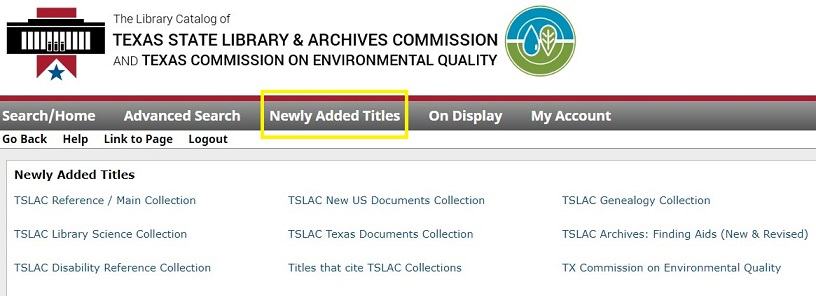 The Library Catalog of
TEXAS STATE LIBRARY & ARCHIVES COMMISSION
AND TEXAS COMMISSION ON ENVIRONMENTAL QUALITY
Search/Home Advanced Search Newly Added Titles On Display My Account
Go Back Help Link to Page Logout
Newly Added Titles
TSLAC Reference / Main Collection TSLAC New US Documents Collection TSLAC Genealogy Collection
TSLAC Library Science Collection TSLAC Texas Documents Collection TSLAC Archives: Finding Aids (New & Revised)
TSLAC Disability Reference Collection Titles that cite TSLAC Collections TX Commission on Environmental Quality